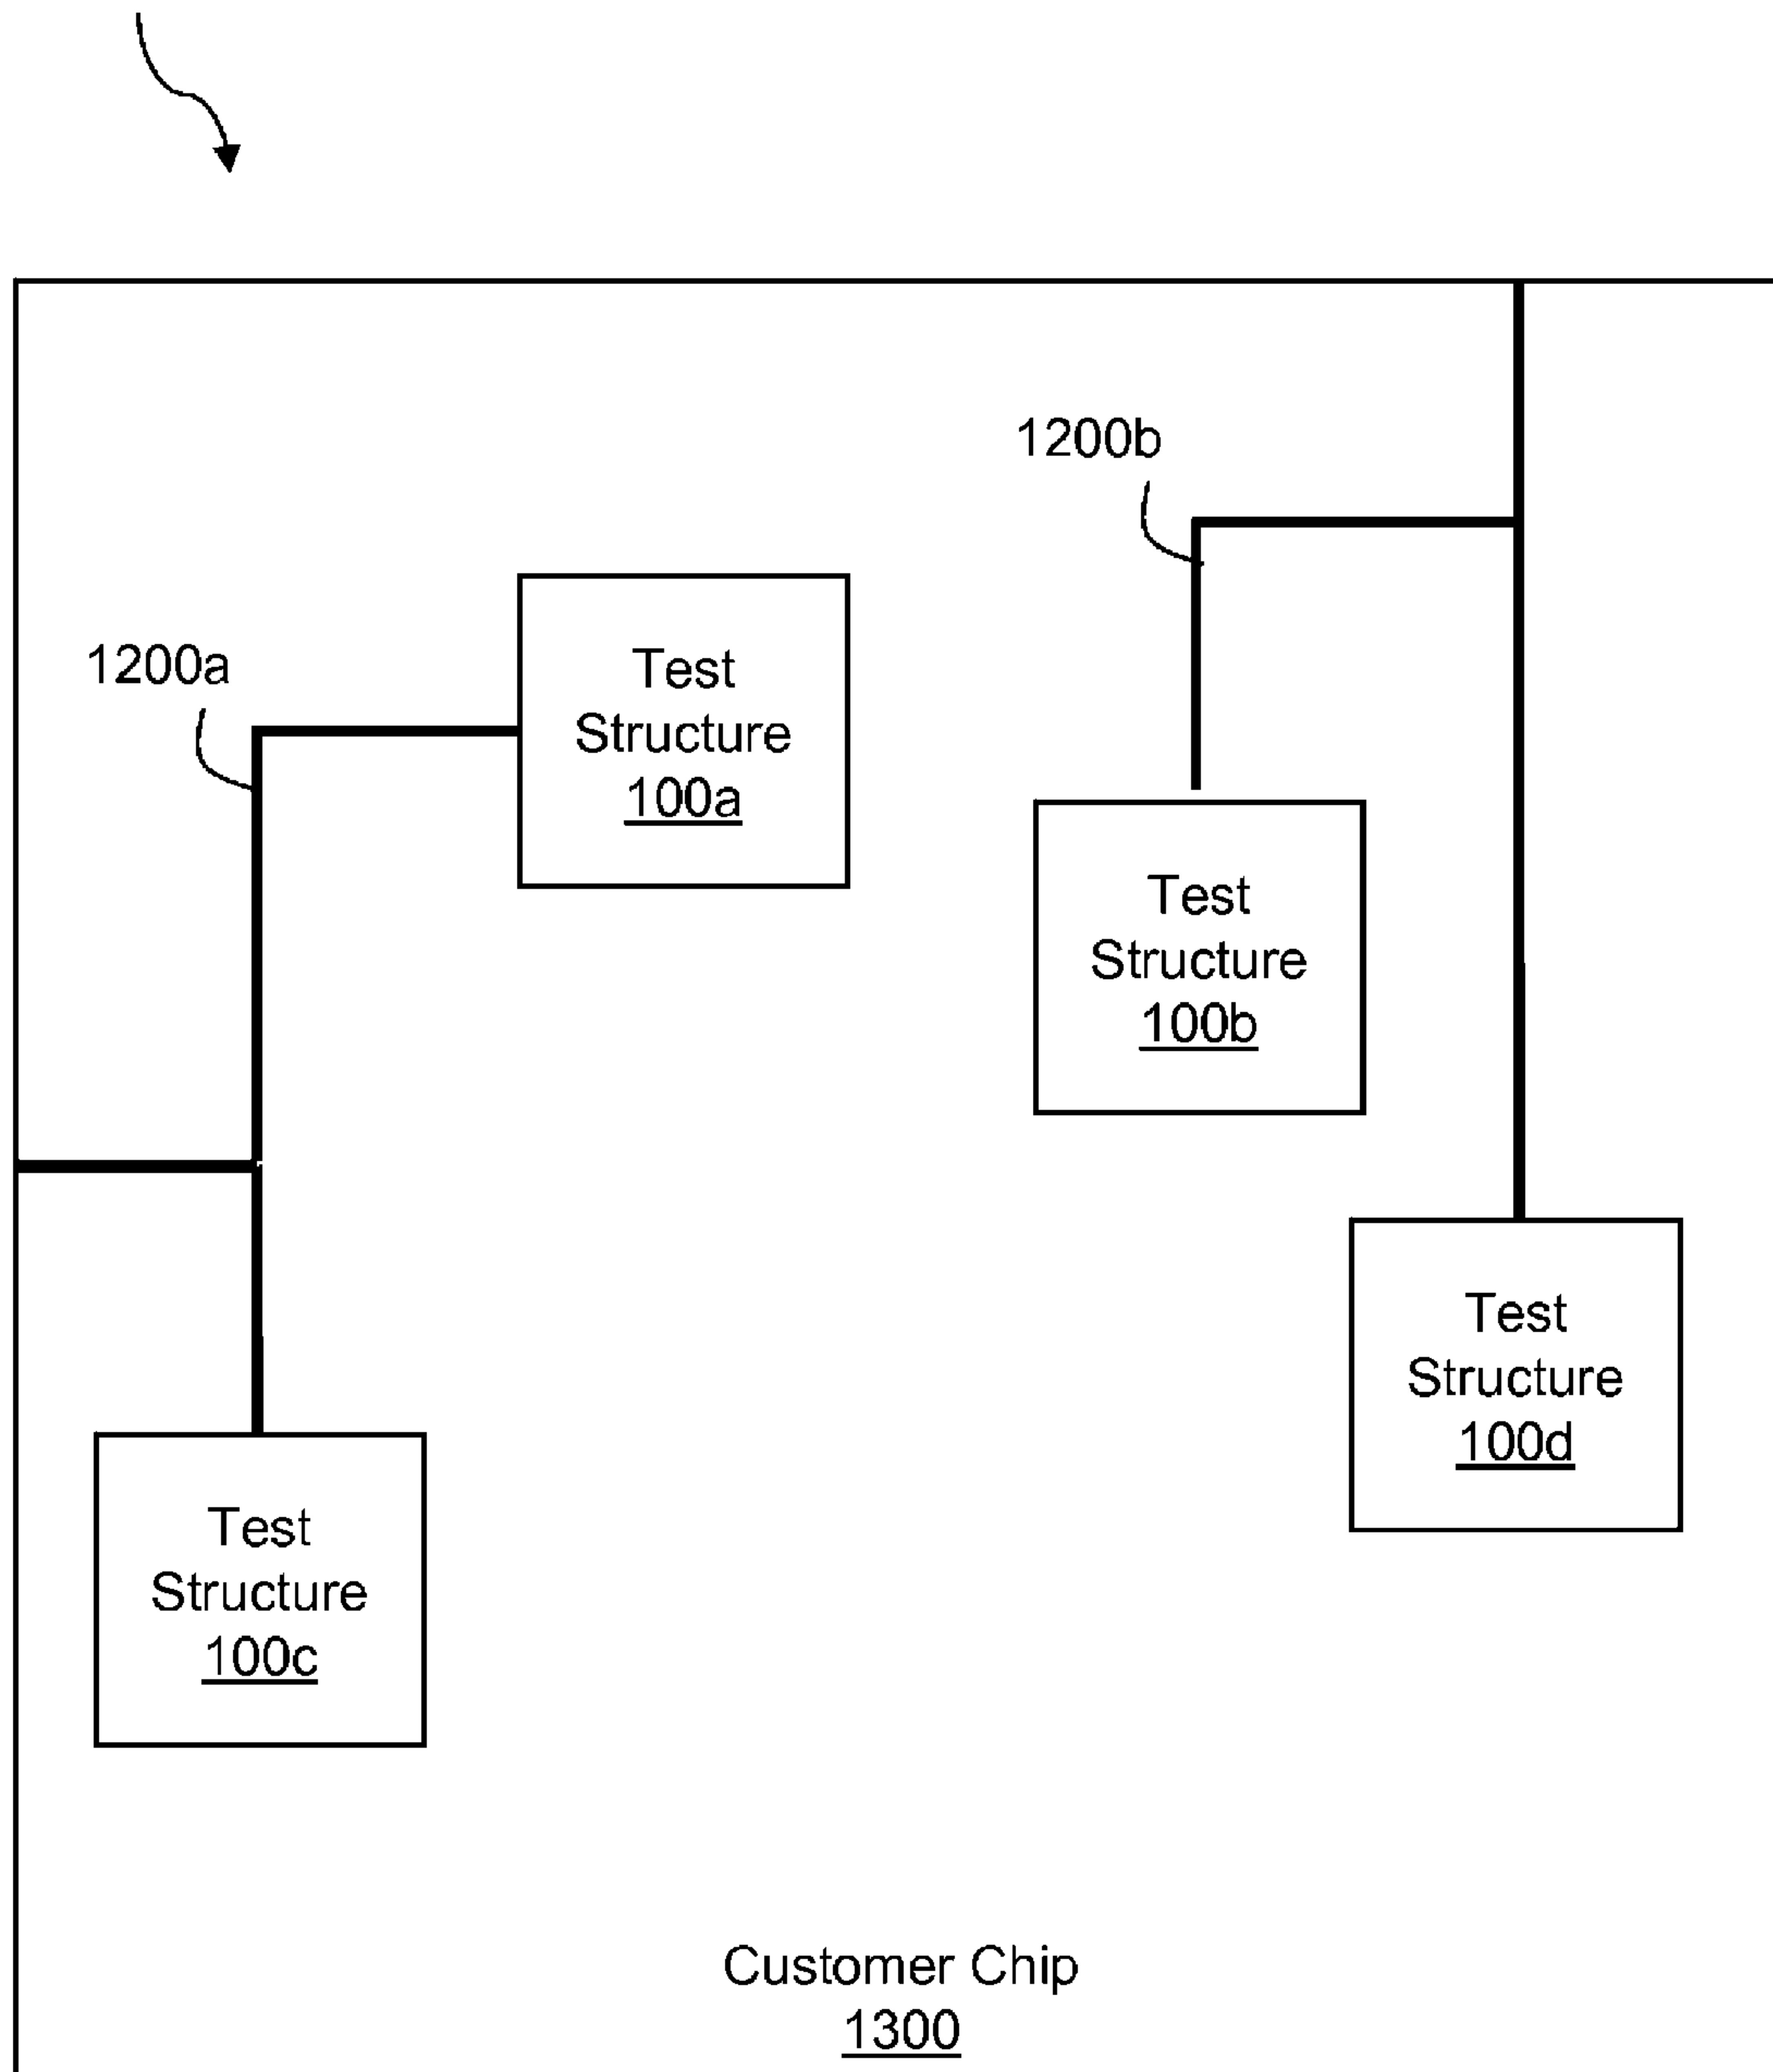 1200b
1200a
Test
Structure
100a
Test
Structure
100b
Test
Structure
100d
Test
Structure
100c
Customer Chip
1300